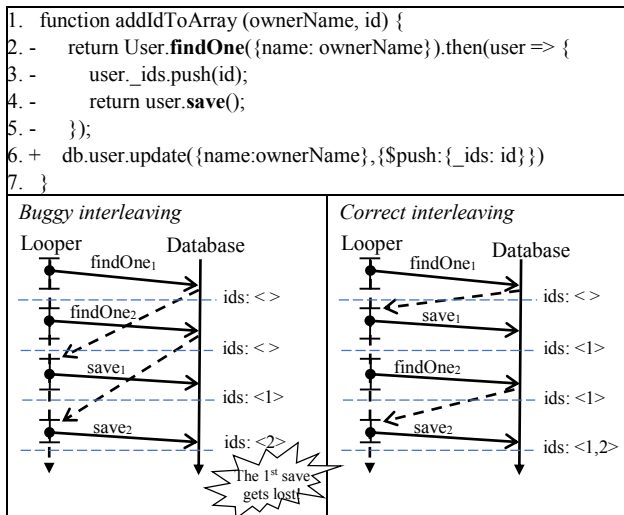 1. function addIdToArray (ownerName, id) {
2. - return User.findOne({name: ownerName}).then(user => {
3. - user._ids.push(id);
4. - return user.save();
5. - });
6. + db.user.update({name:ownerName},{$push:{_ids: id}})
7. }
Buggy interleaving
Looper Database
findOne1
ids: < >
findOne2
ids: < >
save1
ids: <1>
save2
ids: <2>
The 1st save
gets lost!
Correct interleaving
Looper Database
findOne1
ids: < >
save1
ids: <1>
findOne2
ids: <1>
save2
ids: <1,2>